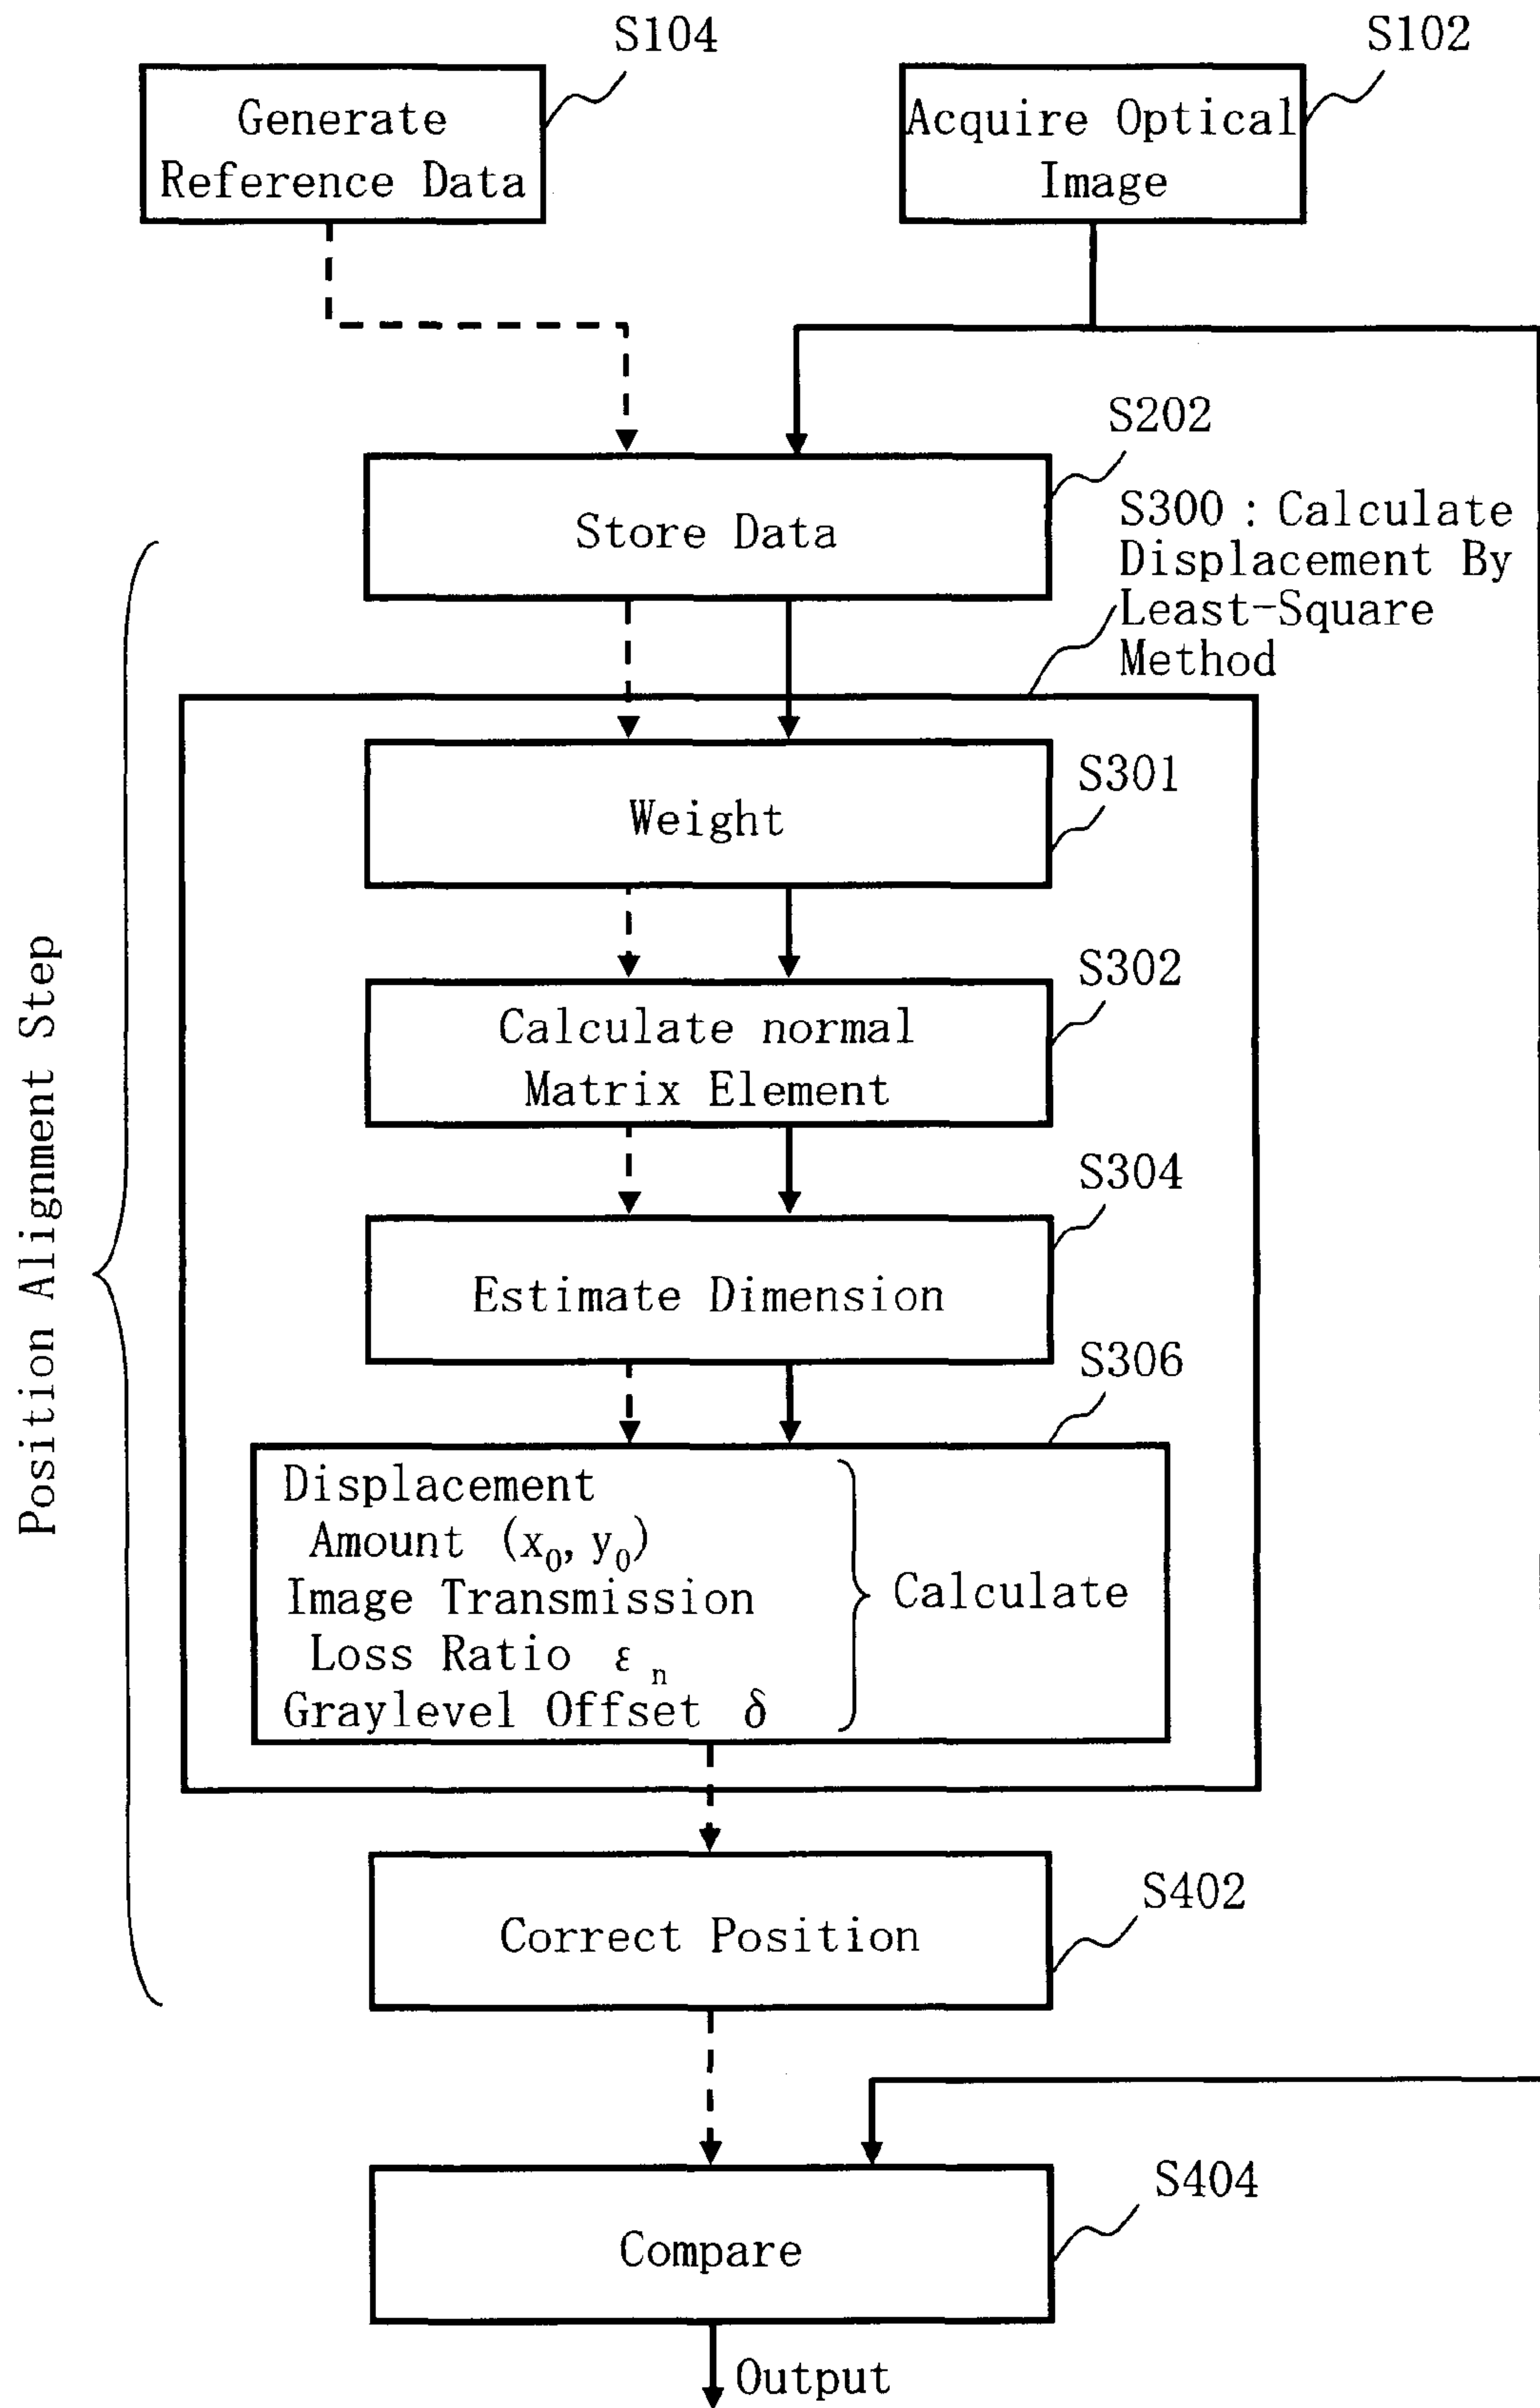 S104
S102
Generate
Reference Data
Acquire Optical
Image
S202
Store Data
S300 : Calculate
Displacement By
Least-Square
Method
Position Alignment Step
S301
Weight
S302
Calculate normal
Matrix Element
S304
Estimate Dimension
S306
Displacement
Amount (x₀, y₀)
Image Transmission
Loss Ratio εₙ
Graylevel Offset δ
Calculate
S402
Correct Position
S404
Compare
Output